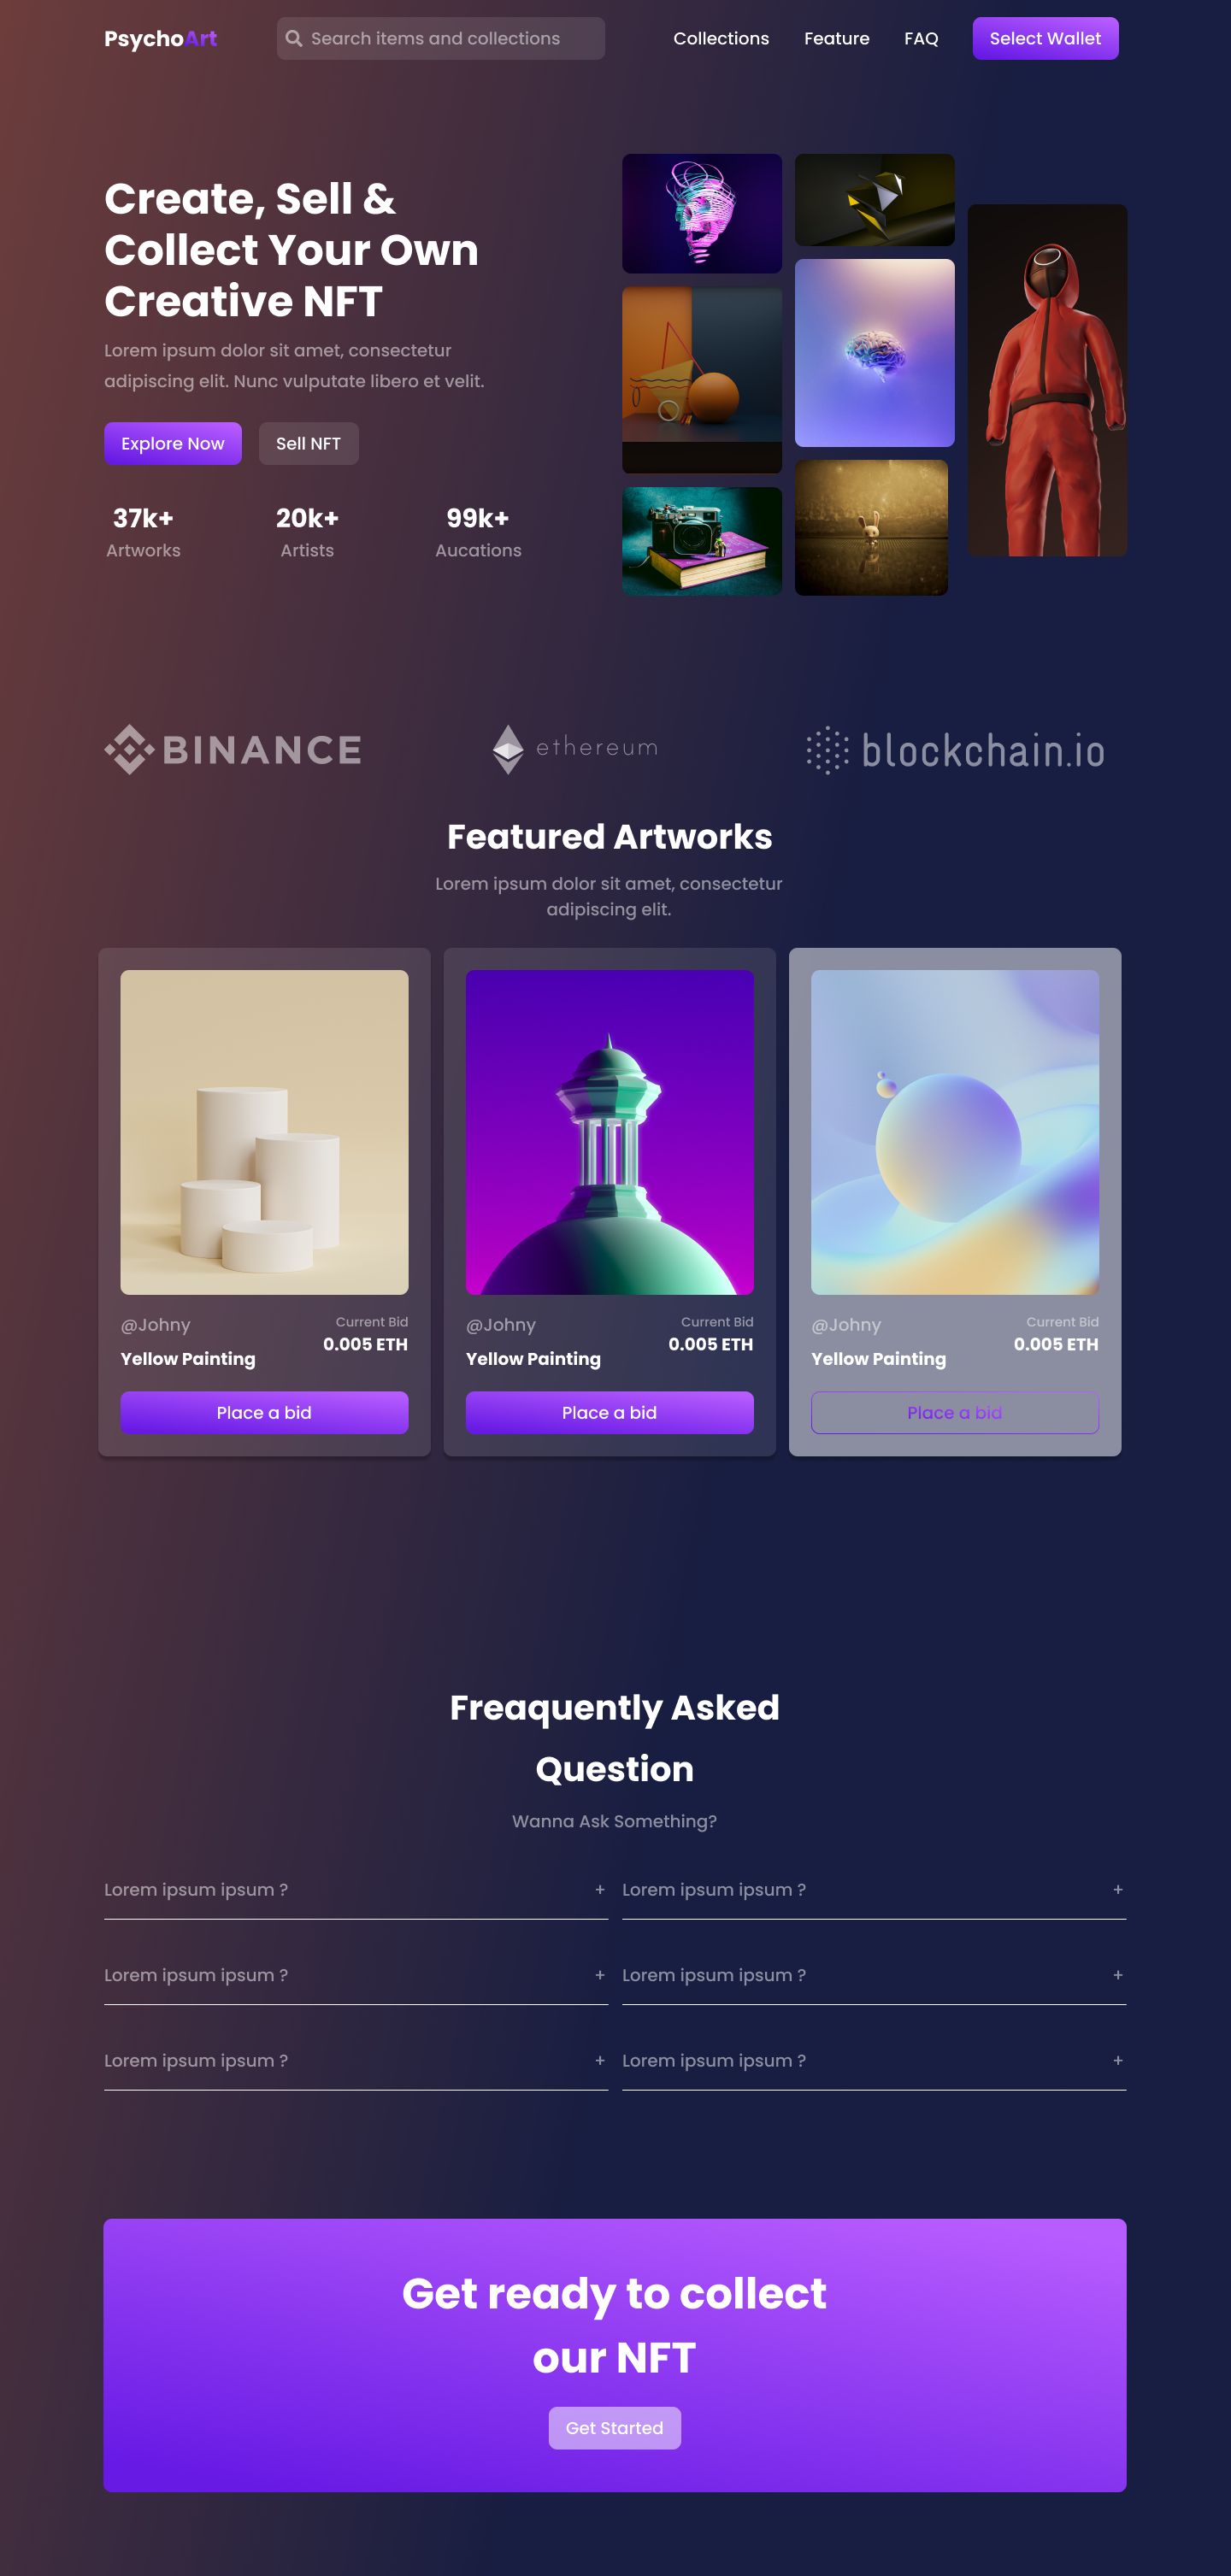 PsychoArt
Search items and collections
Collections
Feature
FAQ
Select Wallet
Create, Sell &
Collect Your Own
Creative NFT
Lorem ipsum dolor sit amet, consectetur
adipiscing elit. Nunc vulputate libero et velit.
Explore Now
Sell NFT
37k+
Artworks
20k+
Artists
99k+
Aucations
BINANCE
ethereum
blockchain.io
Featured Artworks
Lorem ipsum dolor sit amet, consectetur
adipiscing elit.
@Johny
Current Bid
0.005 ETH
Yellow Painting
Place a bid
@Johny
Current Bid
0.005 ETH
Yellow Painting
Place a bid
@Johny
Current Bid
0.005 ETH
Yellow Painting
Place a bid
Freaquently Asked
Question
Wanna Ask Something?
Lorem ipsum ipsum ? +
Lorem ipsum ipsum ? +
Lorem ipsum ipsum ? +
Lorem ipsum ipsum ? +
Lorem ipsum ipsum ? +
Lorem ipsum ipsum ? +
Get ready to collect
our NFT
Get Started